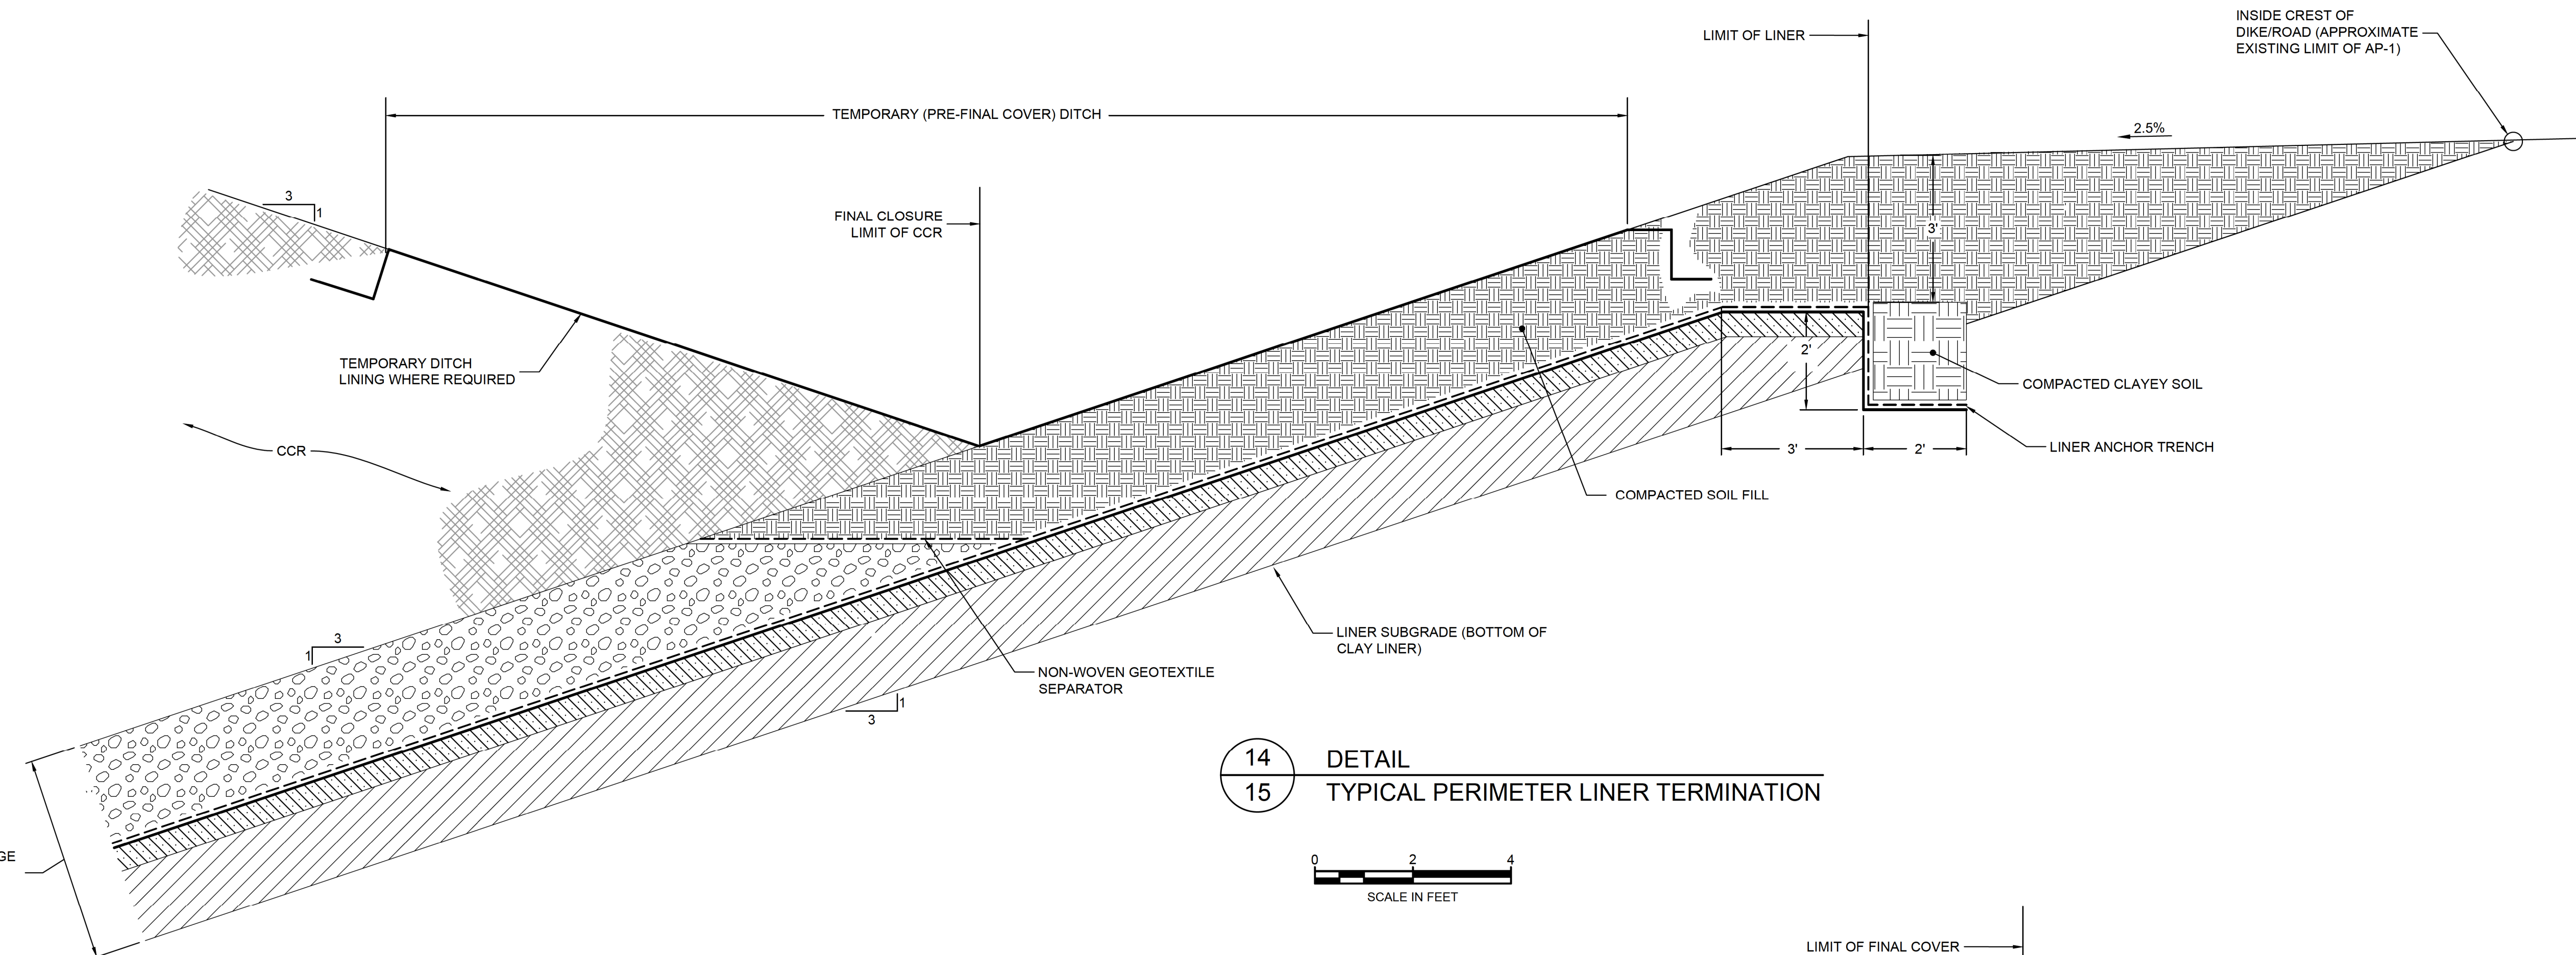 INSIDE CREST OF
DIKE/ROAD (APPROXIMATE
EXISTING LIMIT OF AP-1)
LIMIT OF LINER
TEMPORARY (PRE-FINAL COVER) DITCH
2.5%
3
1
FINAL CLOSURE
LIMIT OF CCR
3'
TEMPORARY DITCH
LINING WHERE REQUIRED
2'
COMPACTED CLAYEY SOIL
CCR
3'
2'
LINER ANCHOR TRENCH
COMPACTED SOIL FILL
3
1
LINER SUBGRADE (BOTTOM OF
CLAY LINER)
NON-WOVEN GEOTEXTILE
SEPARATOR
1
3
14
DETAIL
15
TYPICAL PERIMETER LINER TERMINATION
GE
0 2 4
SCALE IN FEET
LIMIT OF FINAL COVER